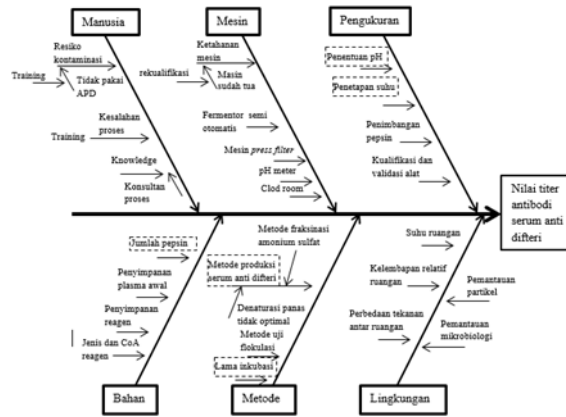 Manusia
Mesin
Pengukuran
Resiko
kontaminasi
Training
Tidak pakai
APD
Kesalahan
proses
Training
Knowledge
Konsultan
proses
Ketahanan
mesin
rekualifikasi
Masin
sudah tua
Fermentor semi
otomatis
Mesin press filter
pH meter
Clod room
Penentuan pH
Penetapan suhu
Penimbangan
pepsin
Kualifikasi dan
validasi alat
Nilai titer
antibodi
serum anti
difteri
Jumlah pepsin
Penyimpanan
plasma awal
Penyimpanan
reagen
Jenis dan CoA
reagen
Metode fraksinasi
amonium sulfat
Metode produksi
serum anti difteri
Denaturasi panas
tidak optimal
Metode uji
flokulasi
Lama inkubasi
Suhu ruangan
Kelembapan relatif
ruangan
Pemantauan
partikel
Perbedaan tekanan
antar ruangan
Pemantauan
mikrobiologi
Bahan
Metode
Lingkungan